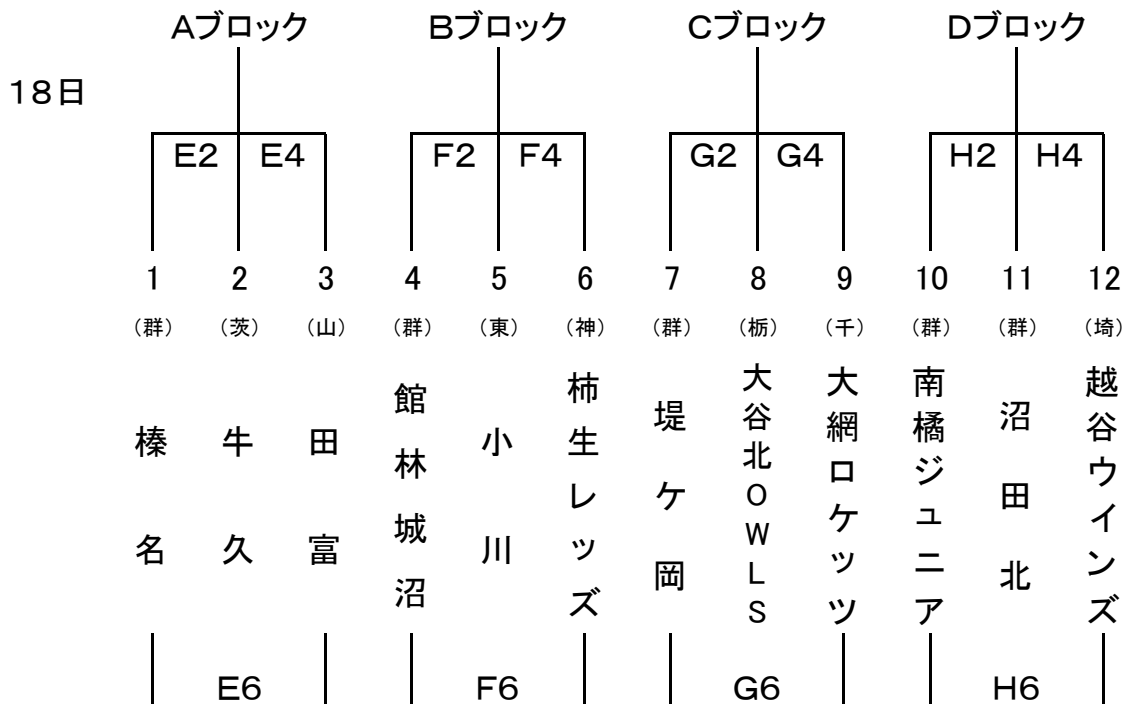 Aブロック Bブロック Cブロック Dブロック
18日
E2 E4 F2 F4 G2 G4 H2 H4
1 2 3 4 5 6 7 8 9 10 11 12
(群) (茨) (山) (群) (東) (神) (群) (栃) (千) (群) (群) (埼)
榛名
牛久
田富
館林城沼
小川
柿生レッズ
堤ケ岡
大谷北OWLS
大網ロケッツ
南橘ジュニア
沼田北
越谷ウインズ
E6 F6 G6 H6